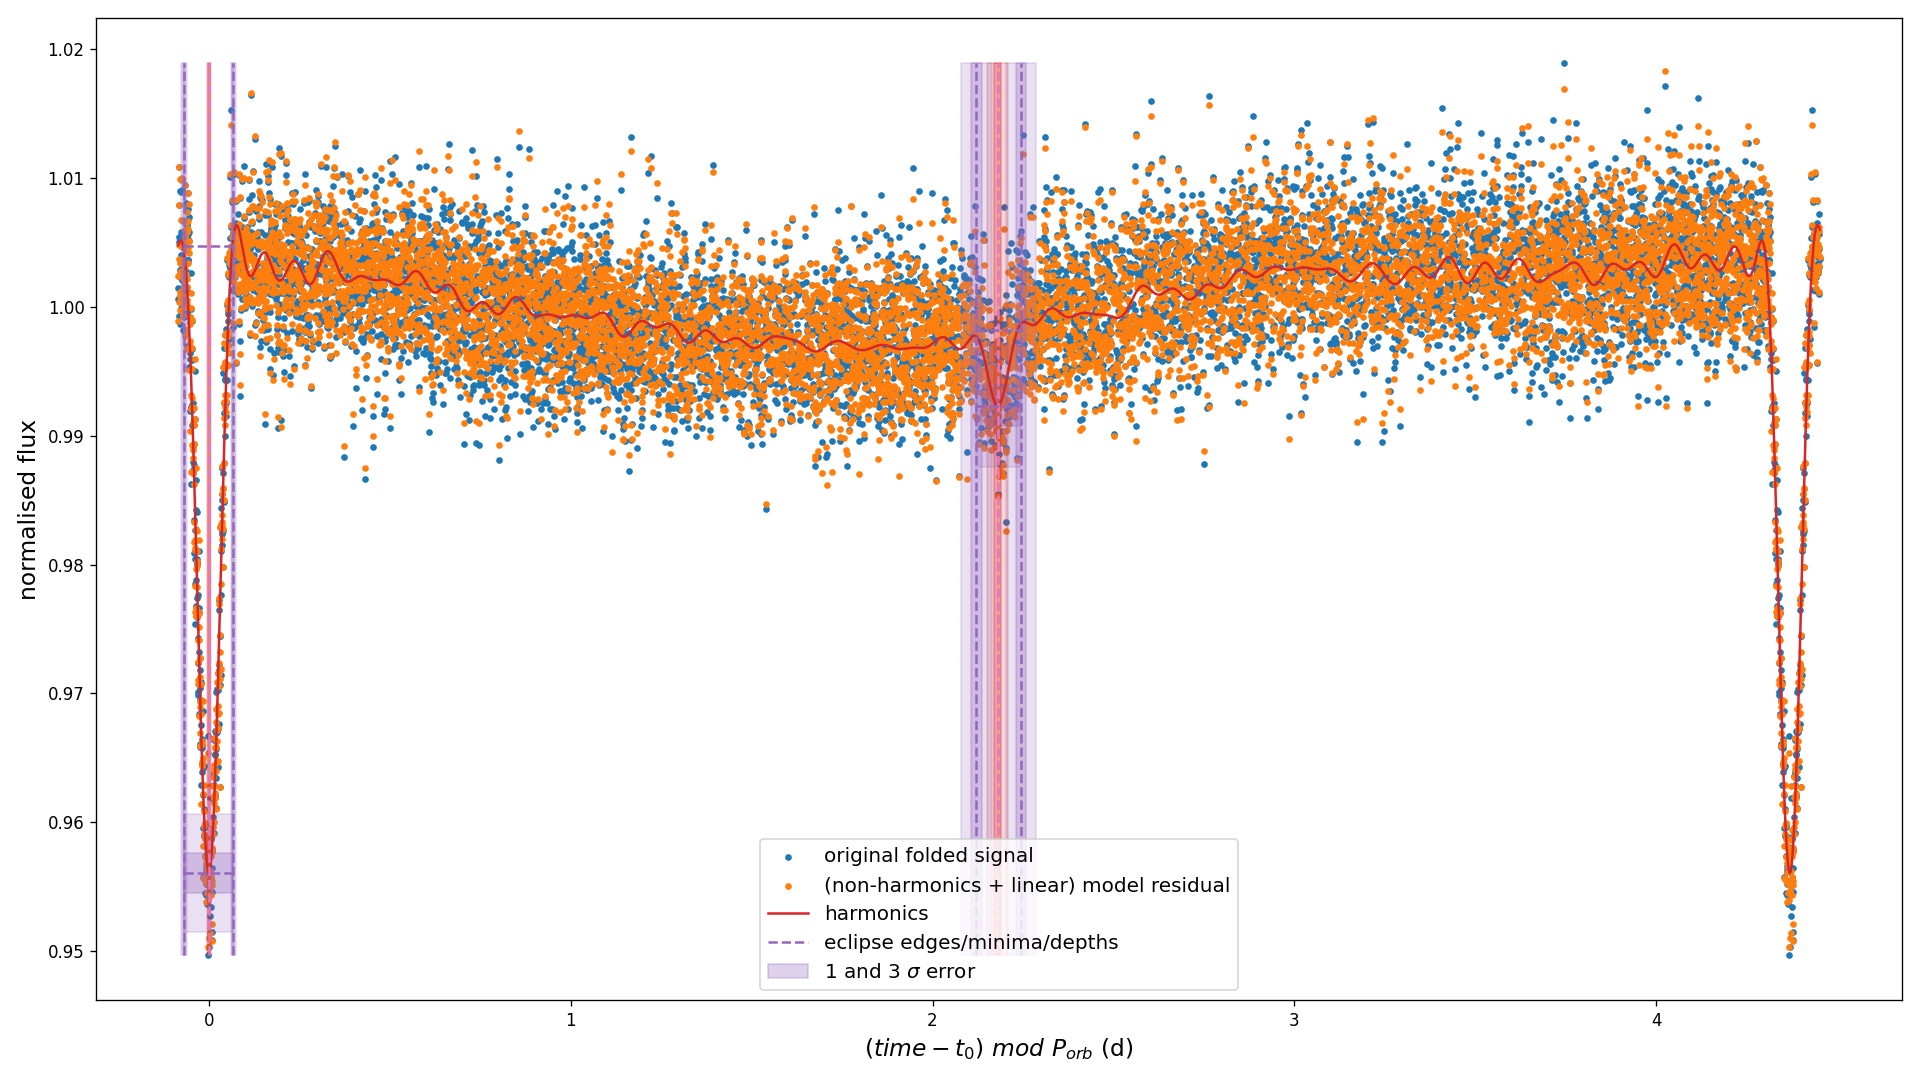 1.02
1.01
1.00
0.99
0.98
0.97
0.96
0.95
normalised flux
0 1 2 3 4
(time − t₀) mod Pₒᵣb (d)
original folded signal
(non-harmonics + linear) model residual
harmonics
eclipse edges/minima/depths
1 and 3 σ error